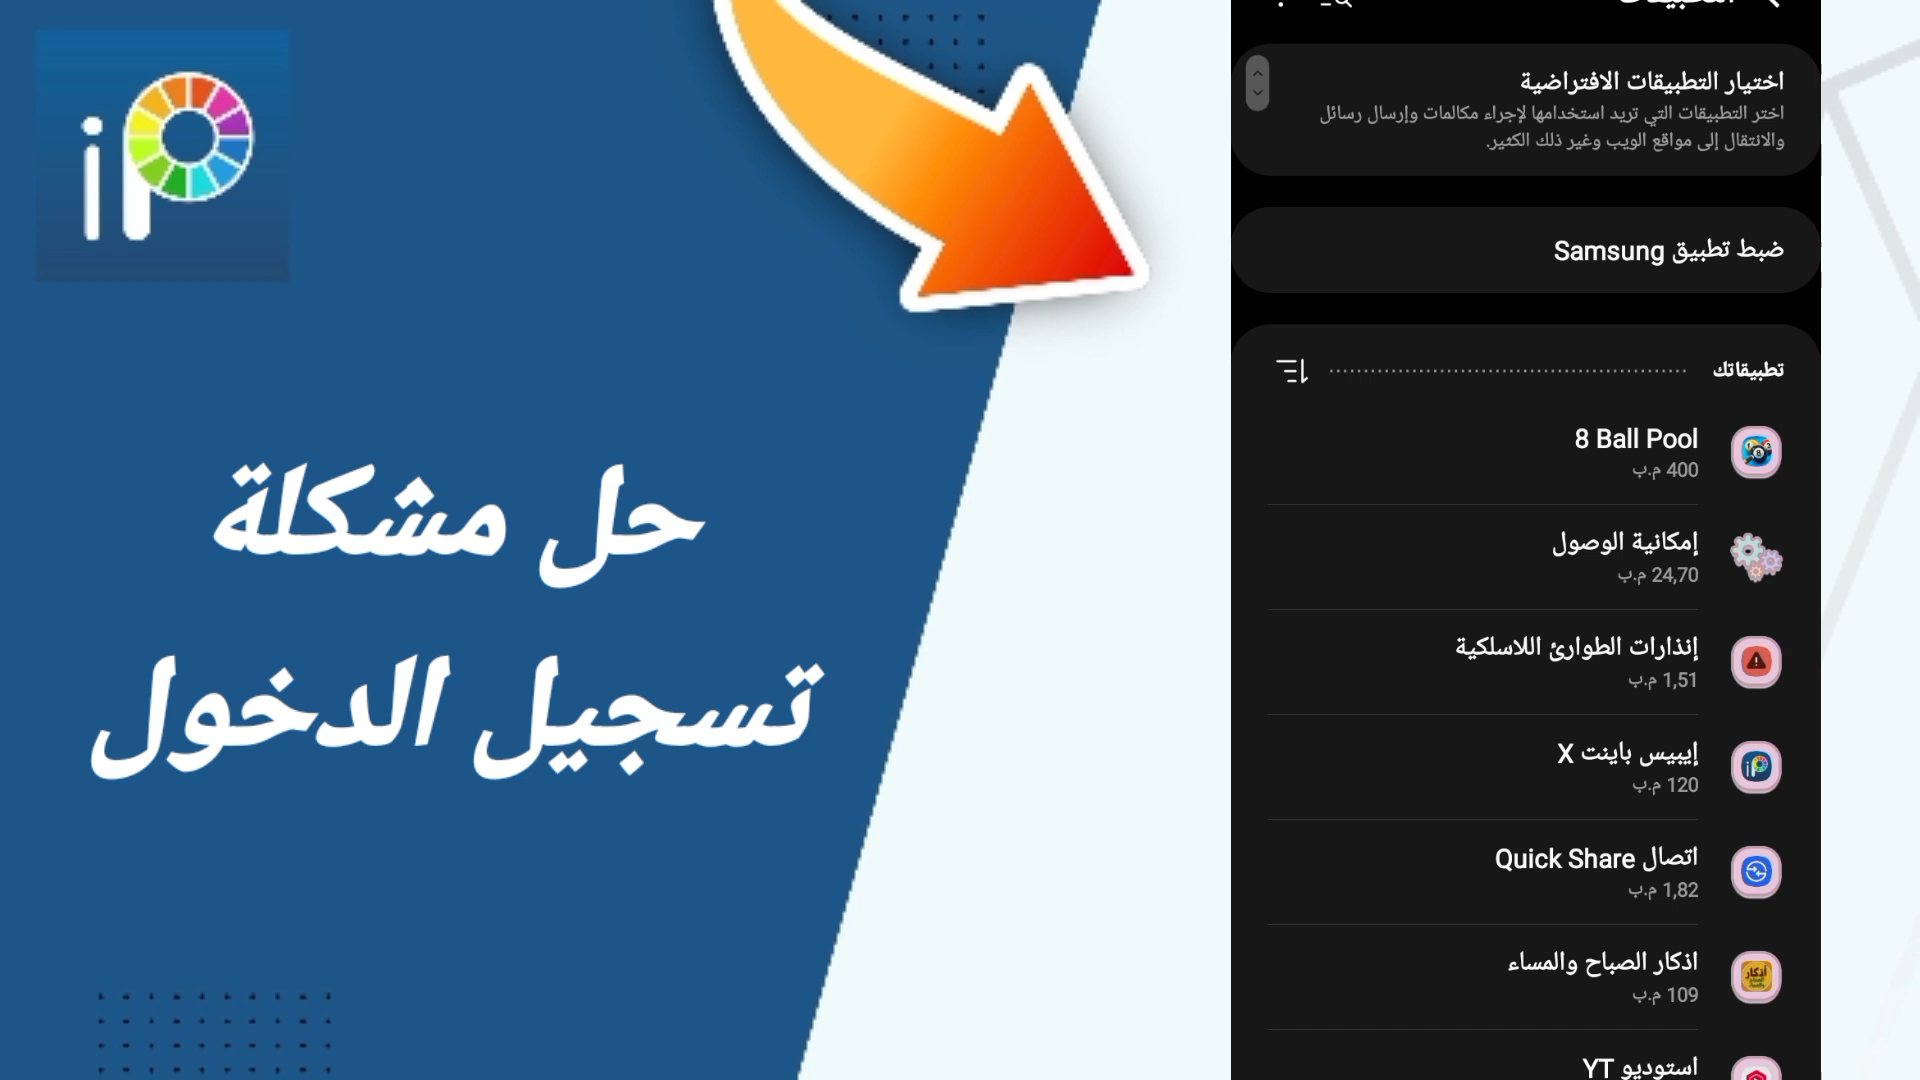 iP
حل مشكلة
تسجيل الدخول
التطبيقات
اختيار التطبيقات الافتراضية
اختر التطبيقات التي تريد استخدامها لإجراء مكالمات وإرسال رسائل
والانتقال إلى مواقع الويب وغير ذلك الكثير.
ضبط تطبيق Samsung
تطبيقاتك
8 Ball Pool
400 م.ب
إمكانية الوصول
24,70 م.ب
إنذارات الطوارئ اللاسلكية
1,51 م.ب
إيبيس باينت X
120 م.ب
اتصال Quick Share
1,82 م.ب
اذكار الصباح والمساء
109 م.ب
استوديو YT